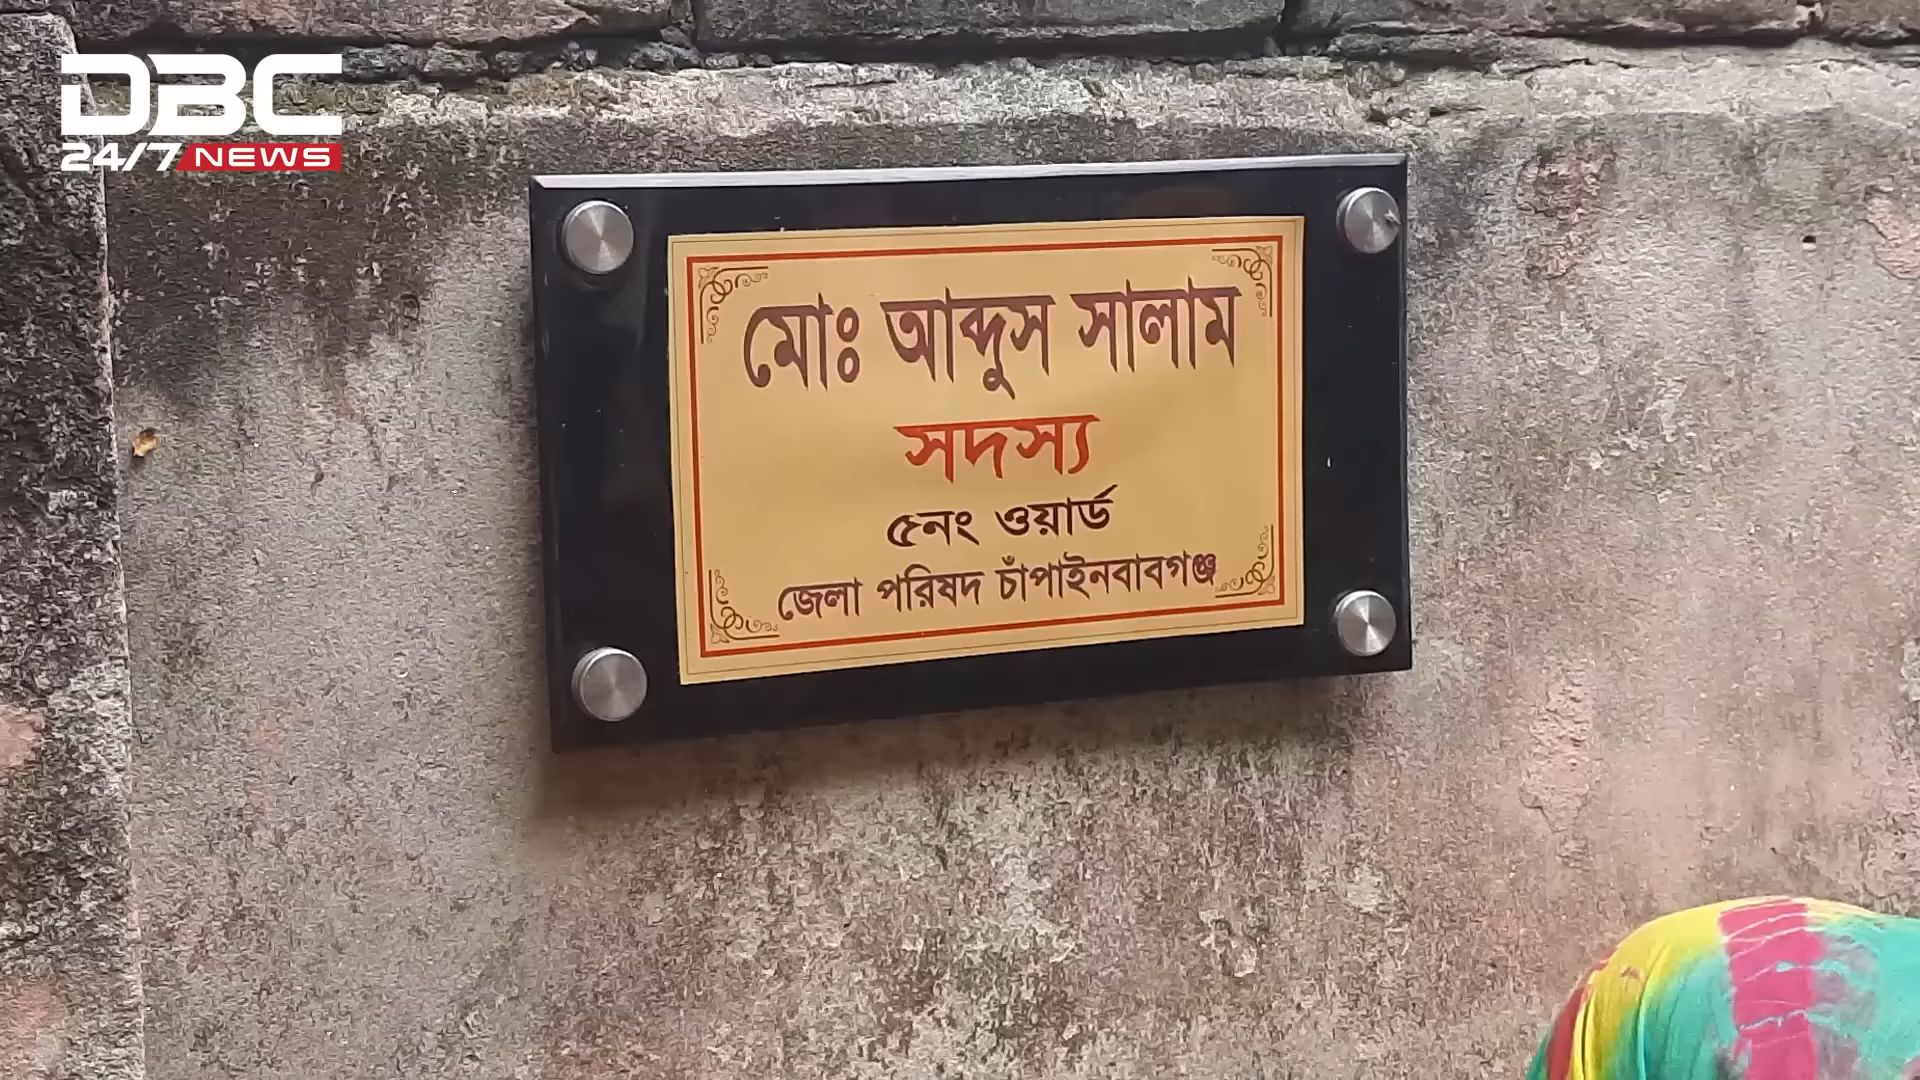 DBC
24/7 NEWS
মোঃ আব্দুস সালাম
সদস্য
৫নং ওয়ার্ড
জেলা পরিষদ চাঁপাইনবাবগঞ্জ